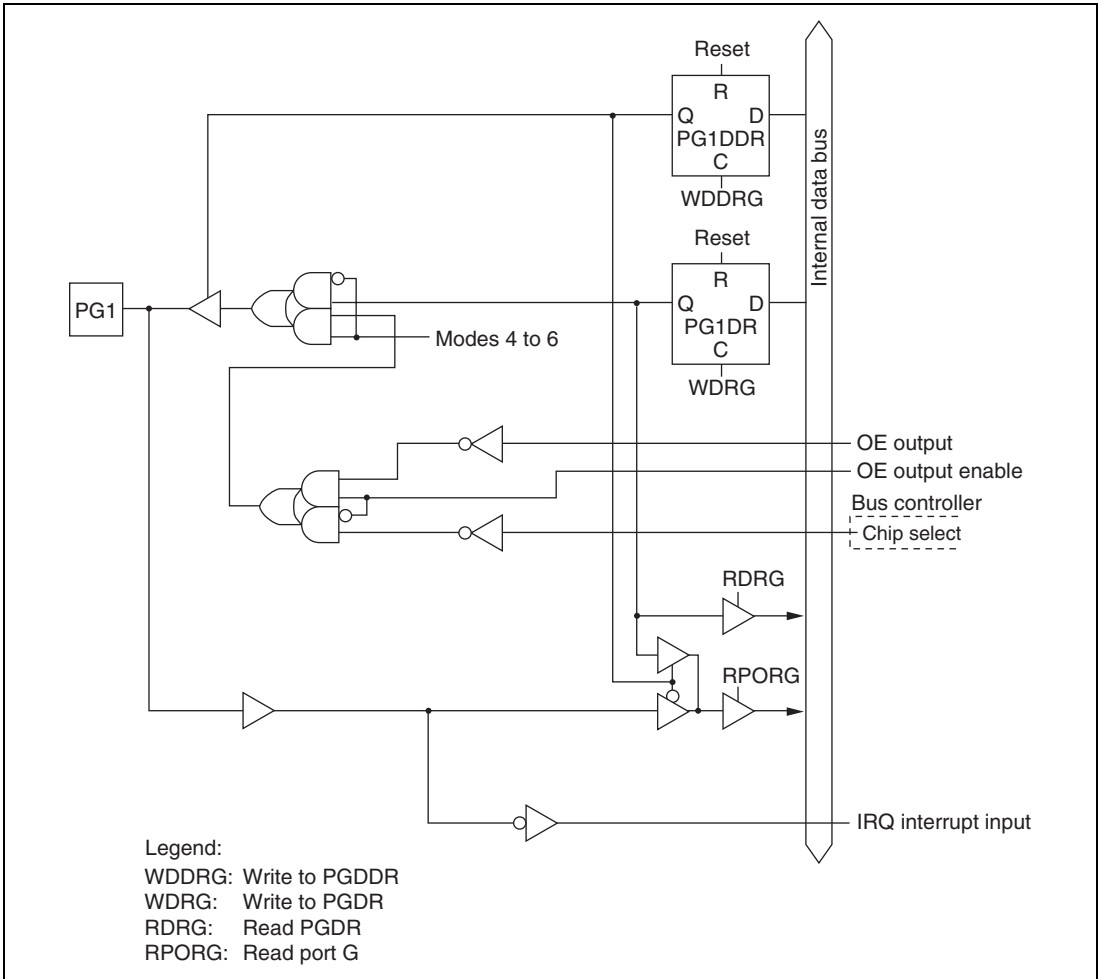 Reset
R
Q D
PG1DDR
C
WDDRG
Internal data bus
Reset
R
Q D
PG1DR
C
WDRG
PG1
Modes 4 to 6
OE output
OE output enable
Bus controller
Chip select
RDRG
RPORG
IRQ interrupt input
Legend:
WDDRG: Write to PGDDR
WDRG: Write to PGDR
RDRG: Read PGDR
RPORG: Read port G